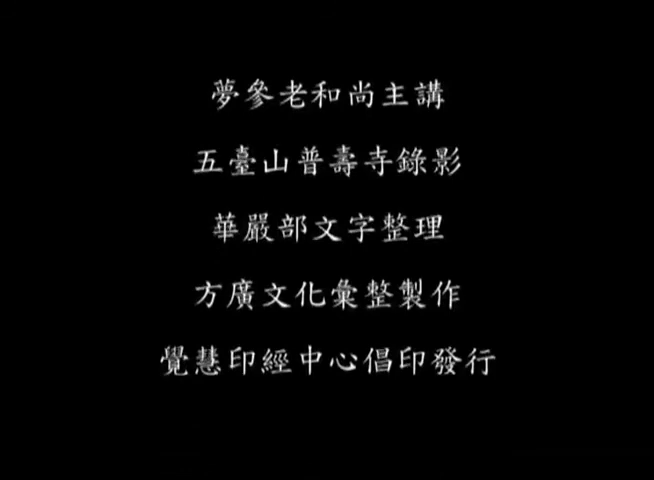 夢參老和尚主講
五臺山普壽寺錄影
華嚴部文字整理
方廣文化彙整製作
覺慧印經中心倡印發行